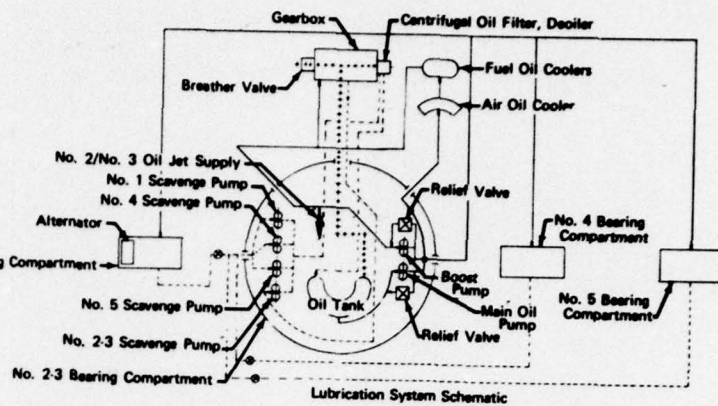 Gearbox
Centrifugal Oil Filter, Deoiler
Fuel Oil Coolers
Breather Valve
Air Oil Cooler
No. 2/No. 3 Oil Jet Supply
No. 1 Scavenge Pump
No. 4 Scavenge Pump
Relief Valve
Alternator
No. 4 Bearing
Compartment
g Compartment
Boost
Pump
No. 5 Scavenge Pump
Oil Tank
Main Oil
Pump
No. 5 Bearing
Compartment
No. 2-3 Scavenge Pump
Relief Valve
No. 2-3 Bearing Compartment
Lubrication System Schematic